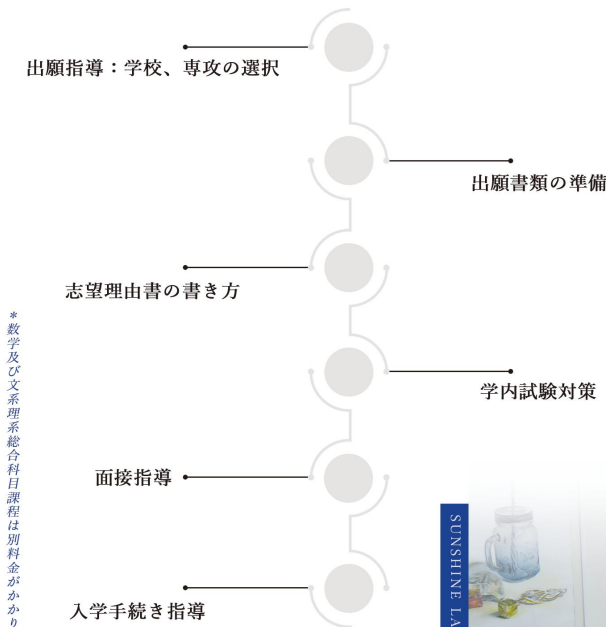 出願指導：学校、専攻の選択
出願書類の準備
志望理由書の書き方
学内試験対策
面接指導
入学手続き指導
＊数学及び文系理系総合科目課程は別料金がかかり
SUNSHINE LA